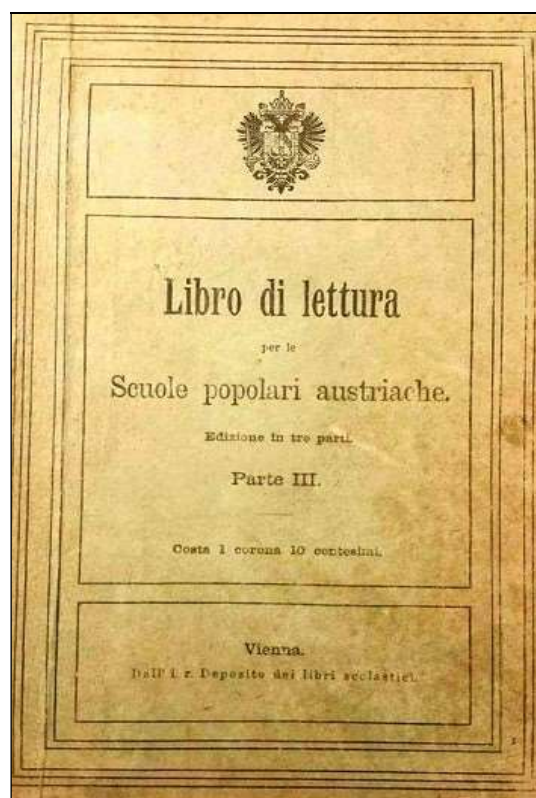 Libro di lettura
per le
Scuole popolari austriache.
Edizione in tre parti.
Parte III.
Costa 1 corona 10 centesimi.
Vienna.
Dall' i. r. Deposito dei libri scolastici.